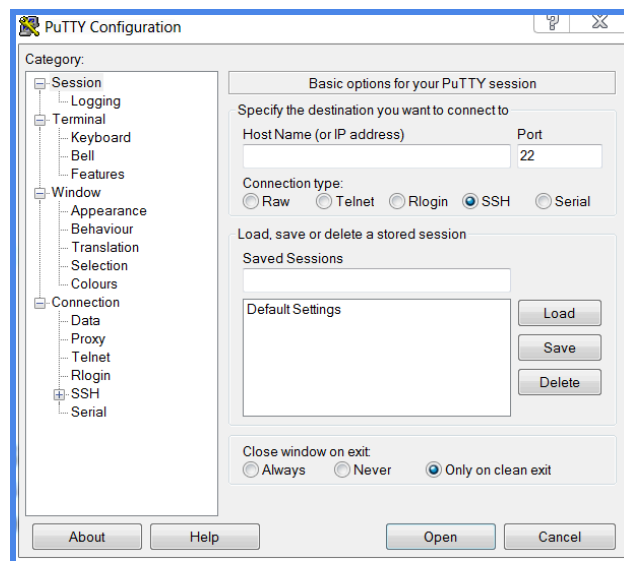 PuTTY Configuration
Category:
Session
Logging
Terminal
Keyboard
Bell
Features
Window
Appearance
Behaviour
Translation
Selection
Colours
Connection
Data
Proxy
Telnet
Rlogin
SSH
Serial
Basic options for your PuTTY session
Specify the destination you want to connect to
Host Name (or IP address) Port
22
Connection type:
Raw Telnet Rlogin SSH Serial
Load, save or delete a stored session
Saved Sessions
Default Settings
Load
Save
Delete
Close window on exit:
Always Never Only on clean exit
About Help Open Cancel